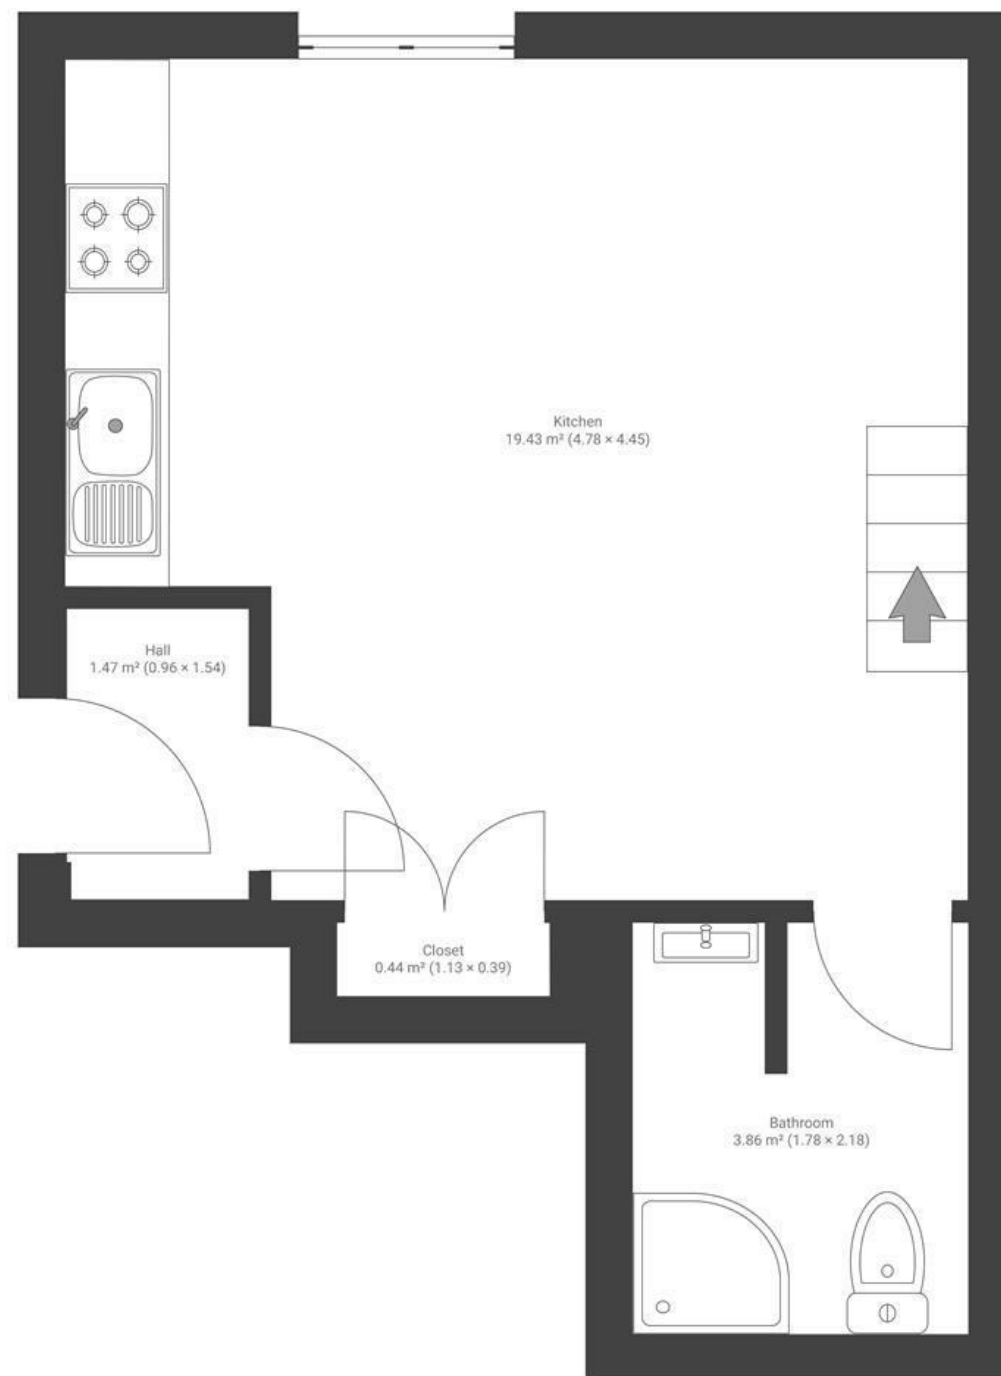 Kitchen
19.43 m² (4.78 × 4.45)
Hall
1.47 m² (0.96 × 1.54)
Closet
0.44 m² (1.13 × 0.39)
Bathroom
3.86 m² (1.78 × 2.18)